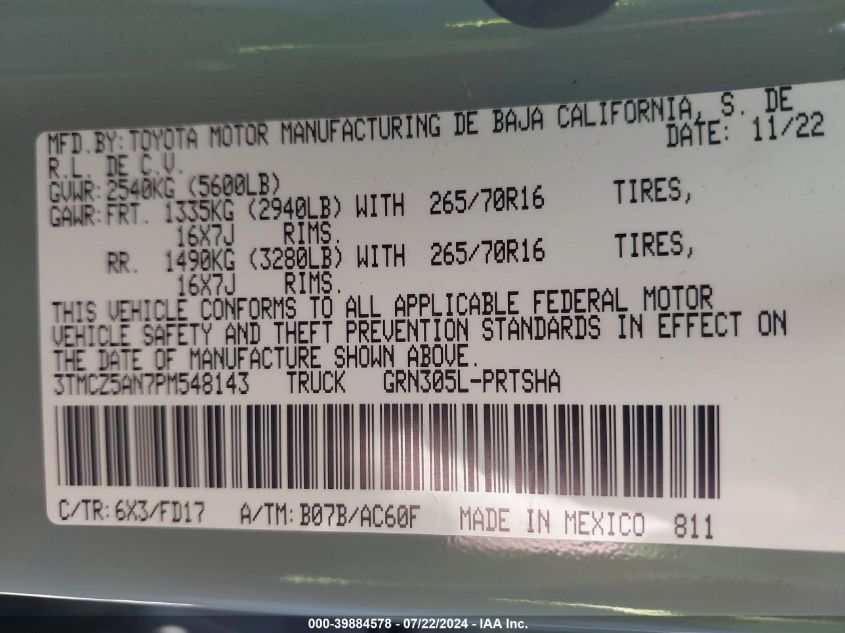 MFD.BY: TOYOTA MOTOR MANUFACTURING DE BAJA CALIFORNIA, S. DE
R.L. DE C.V. DATE: 11/22
GVWR: 2540KG (5600LB)
GAWR: FRT. 1335KG (2940LB) WITH 265/70R16 TIRES,
16X7J RIMS.
RR. 1490KG (3280LB) WITH 265/70R16 TIRES,
16X7J RIMS.
THIS VEHICLE CONFORMS TO ALL APPLICABLE FEDERAL MOTOR
VEHICLE SAFETY AND THEFT PREVENTION STANDARDS IN EFFECT ON
THE DATE OF MANUFACTURE SHOWN ABOVE.
3TMCZ5AN7PM548143 TRUCK GRN305L-PRTSHA
C/TR: 6X3/FD17 A/TM: B07B/AC60F MADE IN MEXICO 811
000-39884578 - 07/22/2024 - IAA Inc.